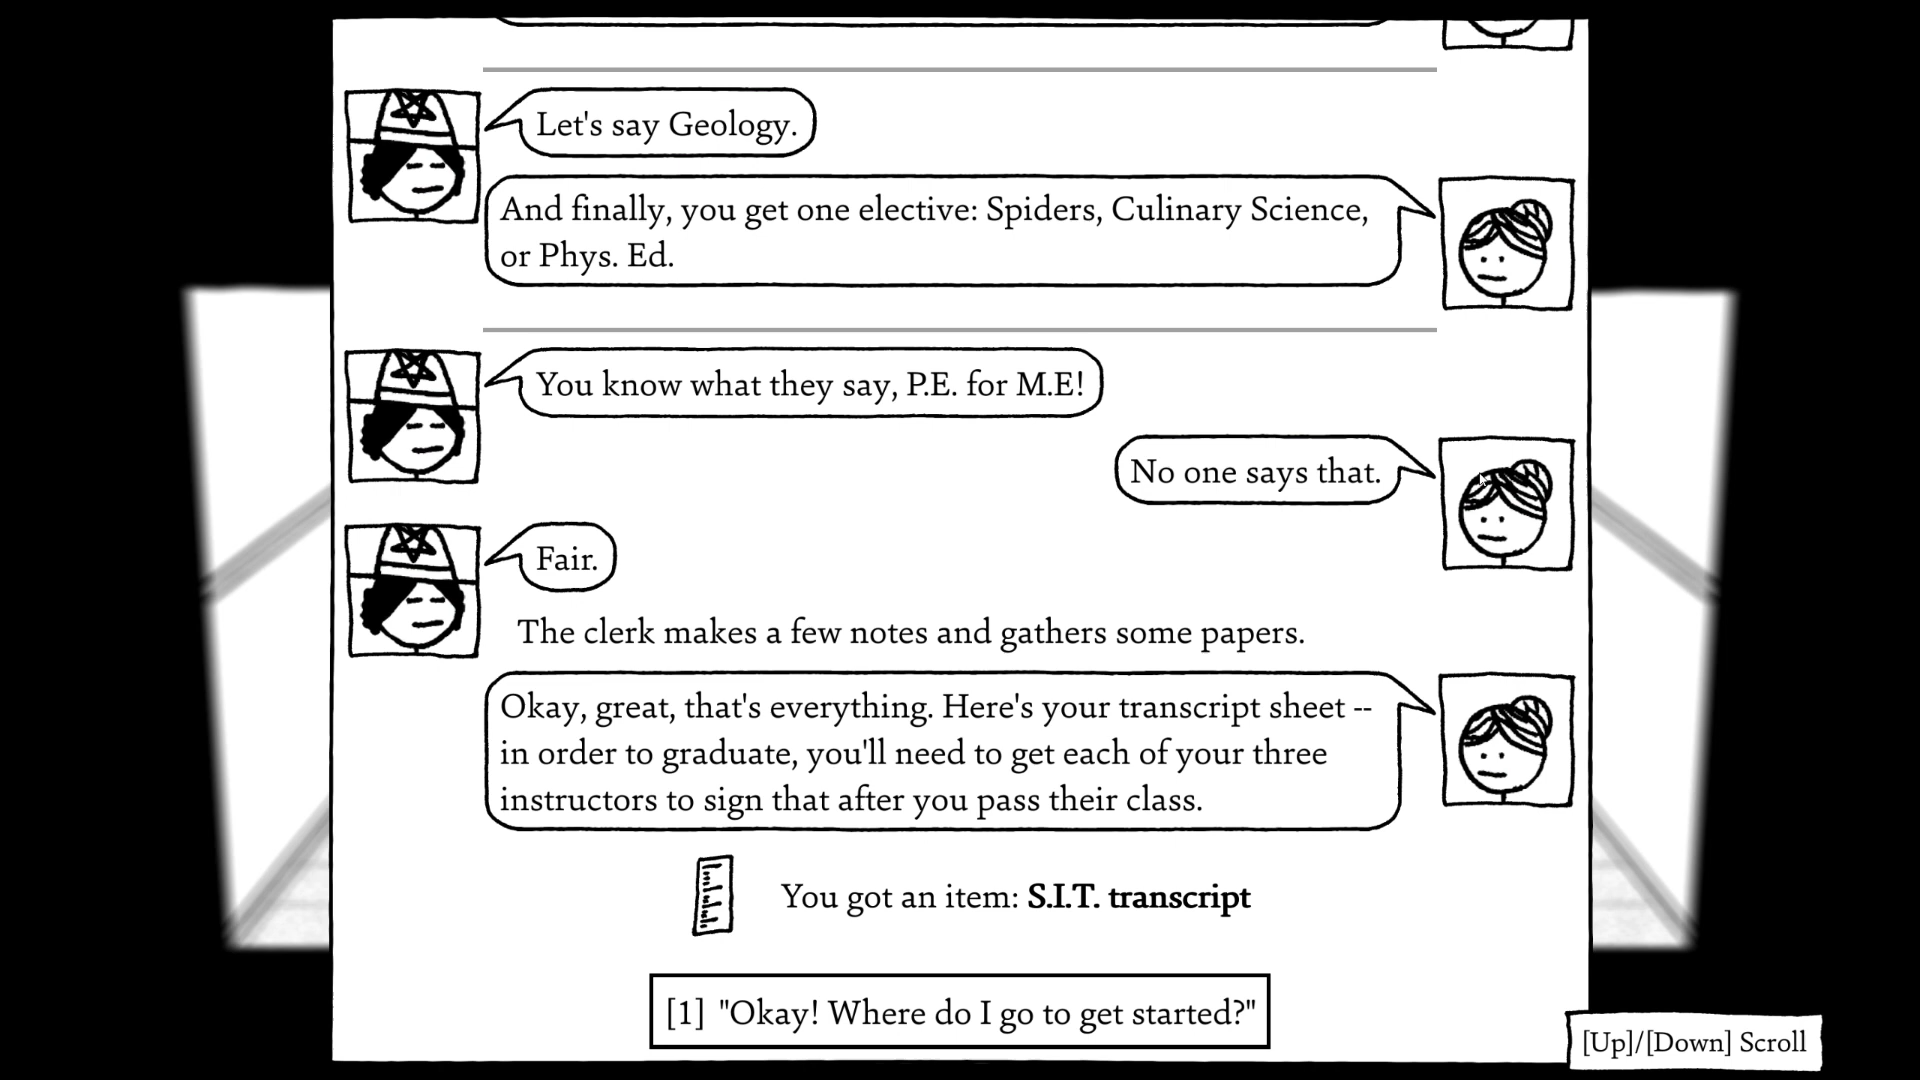 Let's say Geology.
And finally, you get one elective: Spiders, Culinary Science,
or Phys. Ed.
You know what they say, P.E. for M.E!
No one says that.
Fair.
The clerk makes a few notes and gathers some papers.
Okay, great, that's everything. Here's your transcript sheet --
in order to graduate, you'll need to get each of your three
instructors to sign that after you pass their class.
You got an item: S.I.T. transcript
[1] "Okay! Where do I go to get started?"
[Up]/[Down] Scroll